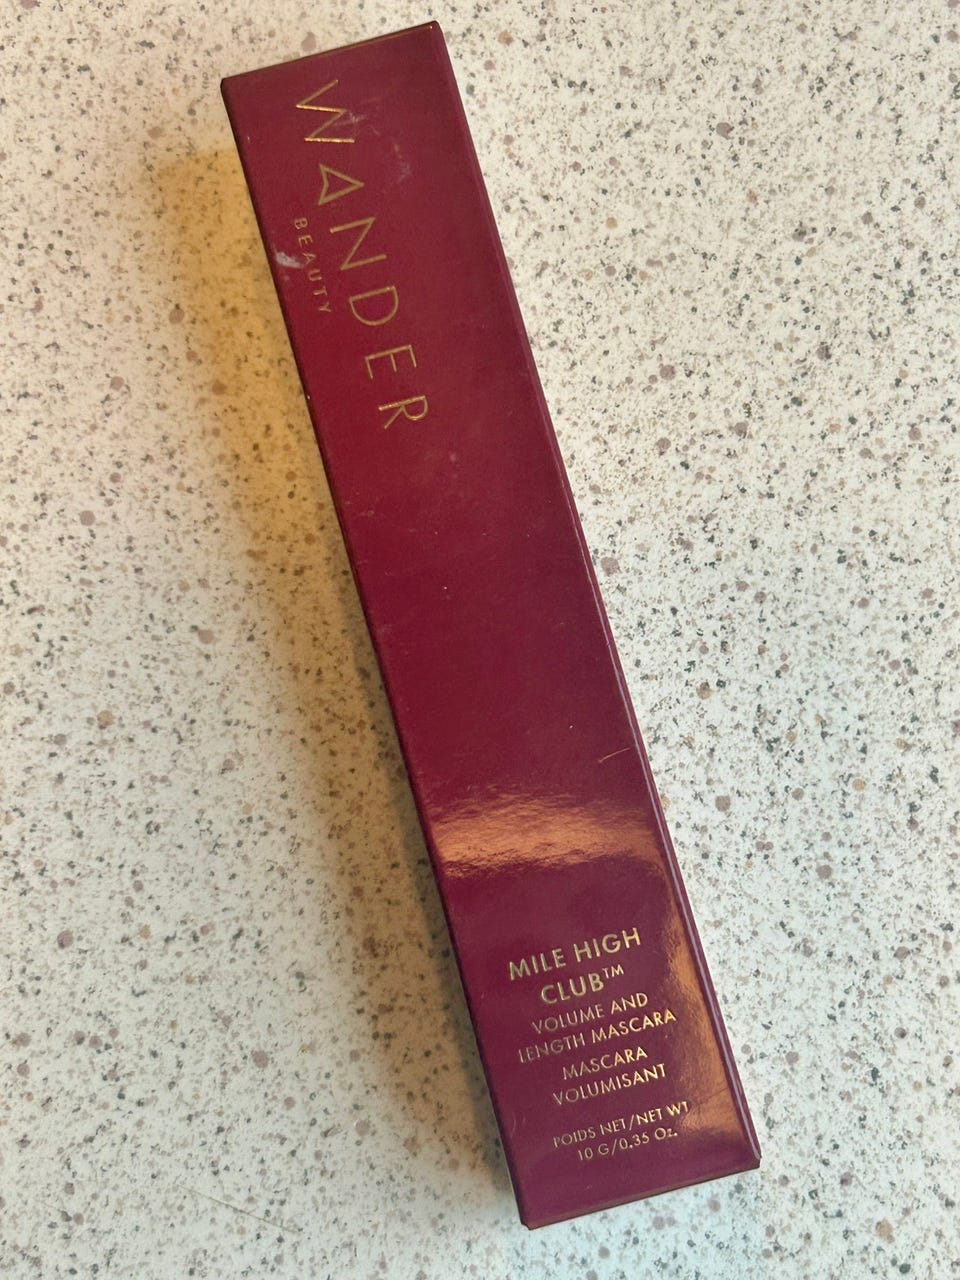 WANDER
BEAUTY
MILE HIGH
CLUB™
VOLUME AND
LENGTH MASCARA
MASCARA
VOLUMISANT
POIDS NET/NET WT
10 G/0.35 Oz.